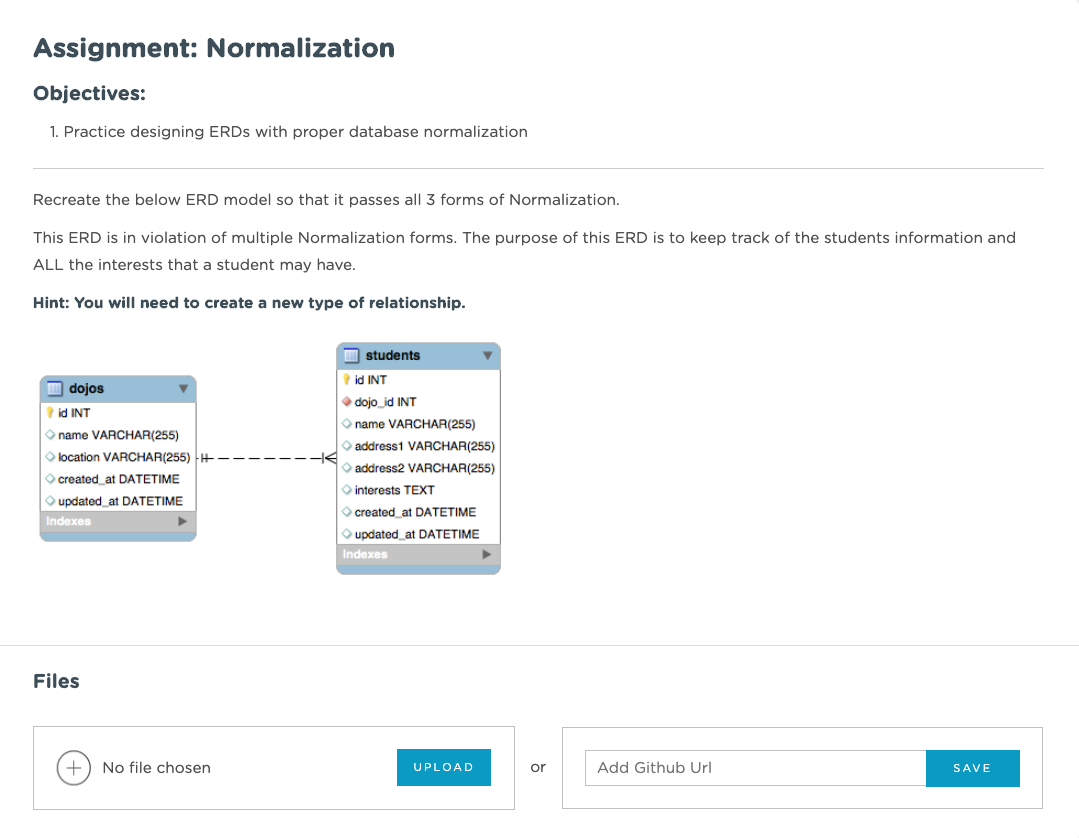 Assignment: Normalization
Objectives:
1. Practice designing ERDs with proper database normalization
Recreate the below ERD model so that it passes all 3 forms of Normalization.
This ERD is in violation of multiple Normalization forms. The purpose of this ERD is to keep track of the students information and
ALL the interests that a student may have.
Hint: You will need to create a new type of relationship.
dojos
id INT
name VARCHAR(255)
location VARCHAR(255)
created_at DATETIME
updated_at DATETIME
Indexes
students
id INT
dojo_id INT
name VARCHAR(255)
address1 VARCHAR(255)
address2 VARCHAR(255)
interests TEXT
created_at DATETIME
updated_at DATETIME
Indexes
Files
No file chosen
UPLOAD
or
Add Github Url
SAVE